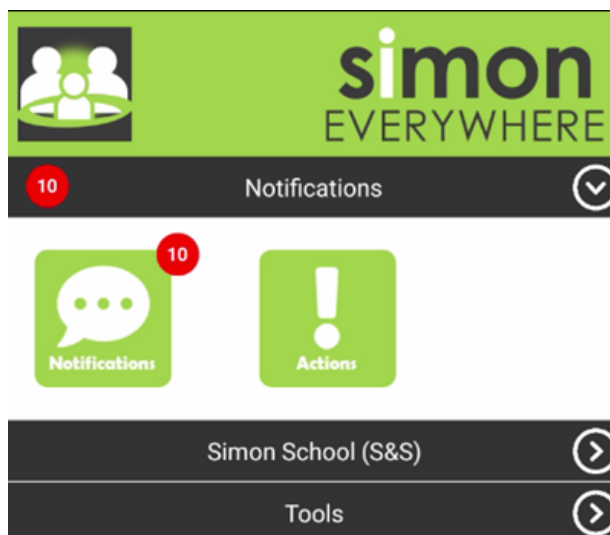 simon
EVERYWHERE
10
Notifications
10
Notifications
Actions
Simon School (S&S)
Tools